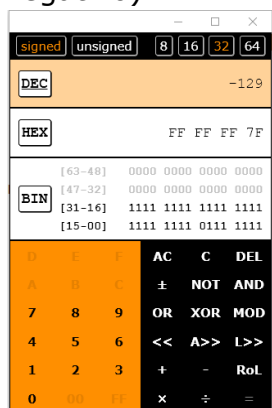 signed unsigned 8 16 32 64
DEC -129
HEX FF FF FF 7F
BIN
[63-48] 0000 0000 0000 0000
[47-32] 0000 0000 0000 0000
[31-16] 1111 1111 1111 1111
[15-00] 1111 1111 0111 1111
D E F AC C DEL
A B C ± NOT AND
7 8 9 OR XOR MOD
4 5 6 << A>> L>>
1 2 3 + - RoL
0 00 FF × ÷ =